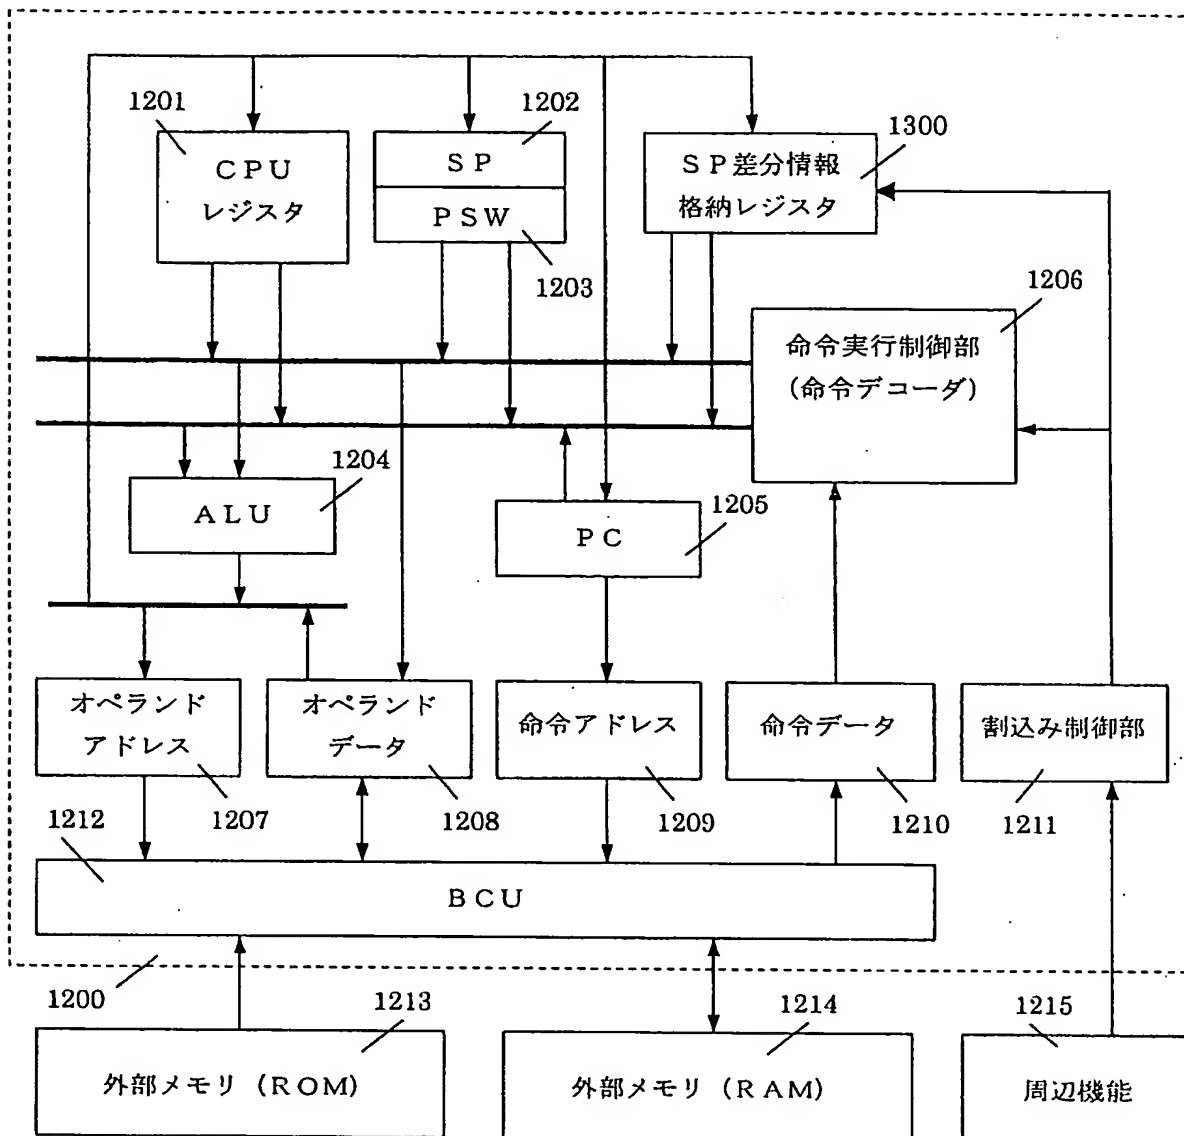 1201
1202
1300
CPU
レジスタ
SP
PSW
SP差分情報
格納レジスタ
1203
1206
命令実行制御部
(命令デコーダ)
1204
ALU
1205
PC
オペランド
アドレス
オペランド
データ
命令アドレス
命令データ
割込み制御部
1212
1207
1208
1209
1210
1211
BCU
1200
1213
1214
1215
外部メモリ(ROM)
外部メモリ(RAM)
周辺機能